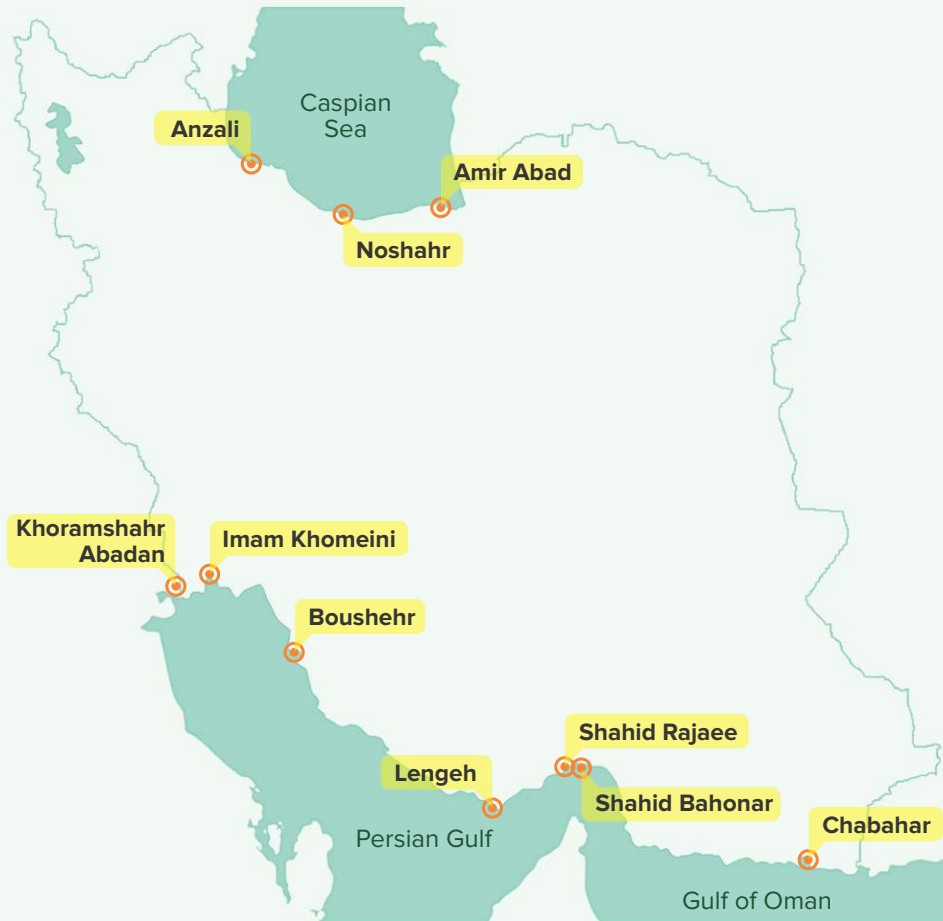 Caspian
Sea
Anzali
Amir Abad
Noshahr
Khoramshahr
Abadan
Imam Khomeini
Boushehr
Shahid Rajaee
Lengeh
Shahid Bahonar
Chabahar
Persian Gulf
Gulf of Oman